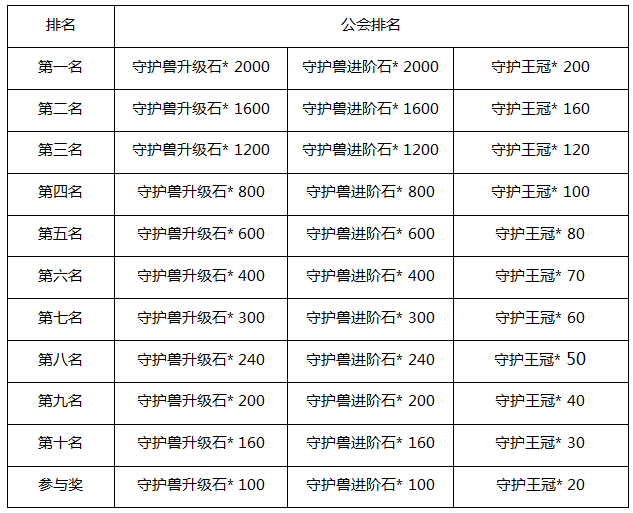 排名 公会排名
第一名 守护兽升级石* 2000 守护兽进阶石* 2000 守护王冠* 200
第二名 守护兽升级石* 1600 守护兽进阶石* 1600 守护王冠* 160
第三名 守护兽升级石* 1200 守护兽进阶石* 1200 守护王冠* 120
第四名 守护兽升级石* 800 守护兽进阶石* 800 守护王冠* 100
第五名 守护兽升级石* 600 守护兽进阶石* 600 守护王冠* 80
第六名 守护兽升级石* 400 守护兽进阶石* 400 守护王冠* 70
第七名 守护兽升级石* 300 守护兽进阶石* 300 守护王冠* 60
第八名 守护兽升级石* 240 守护兽进阶石* 240 守护王冠* 50
第九名 守护兽升级石* 200 守护兽进阶石* 200 守护王冠* 40
第十名 守护兽升级石* 160 守护兽进阶石* 160 守护王冠* 30
参与奖 守护兽升级石* 100 守护兽进阶石* 100 守护王冠* 20